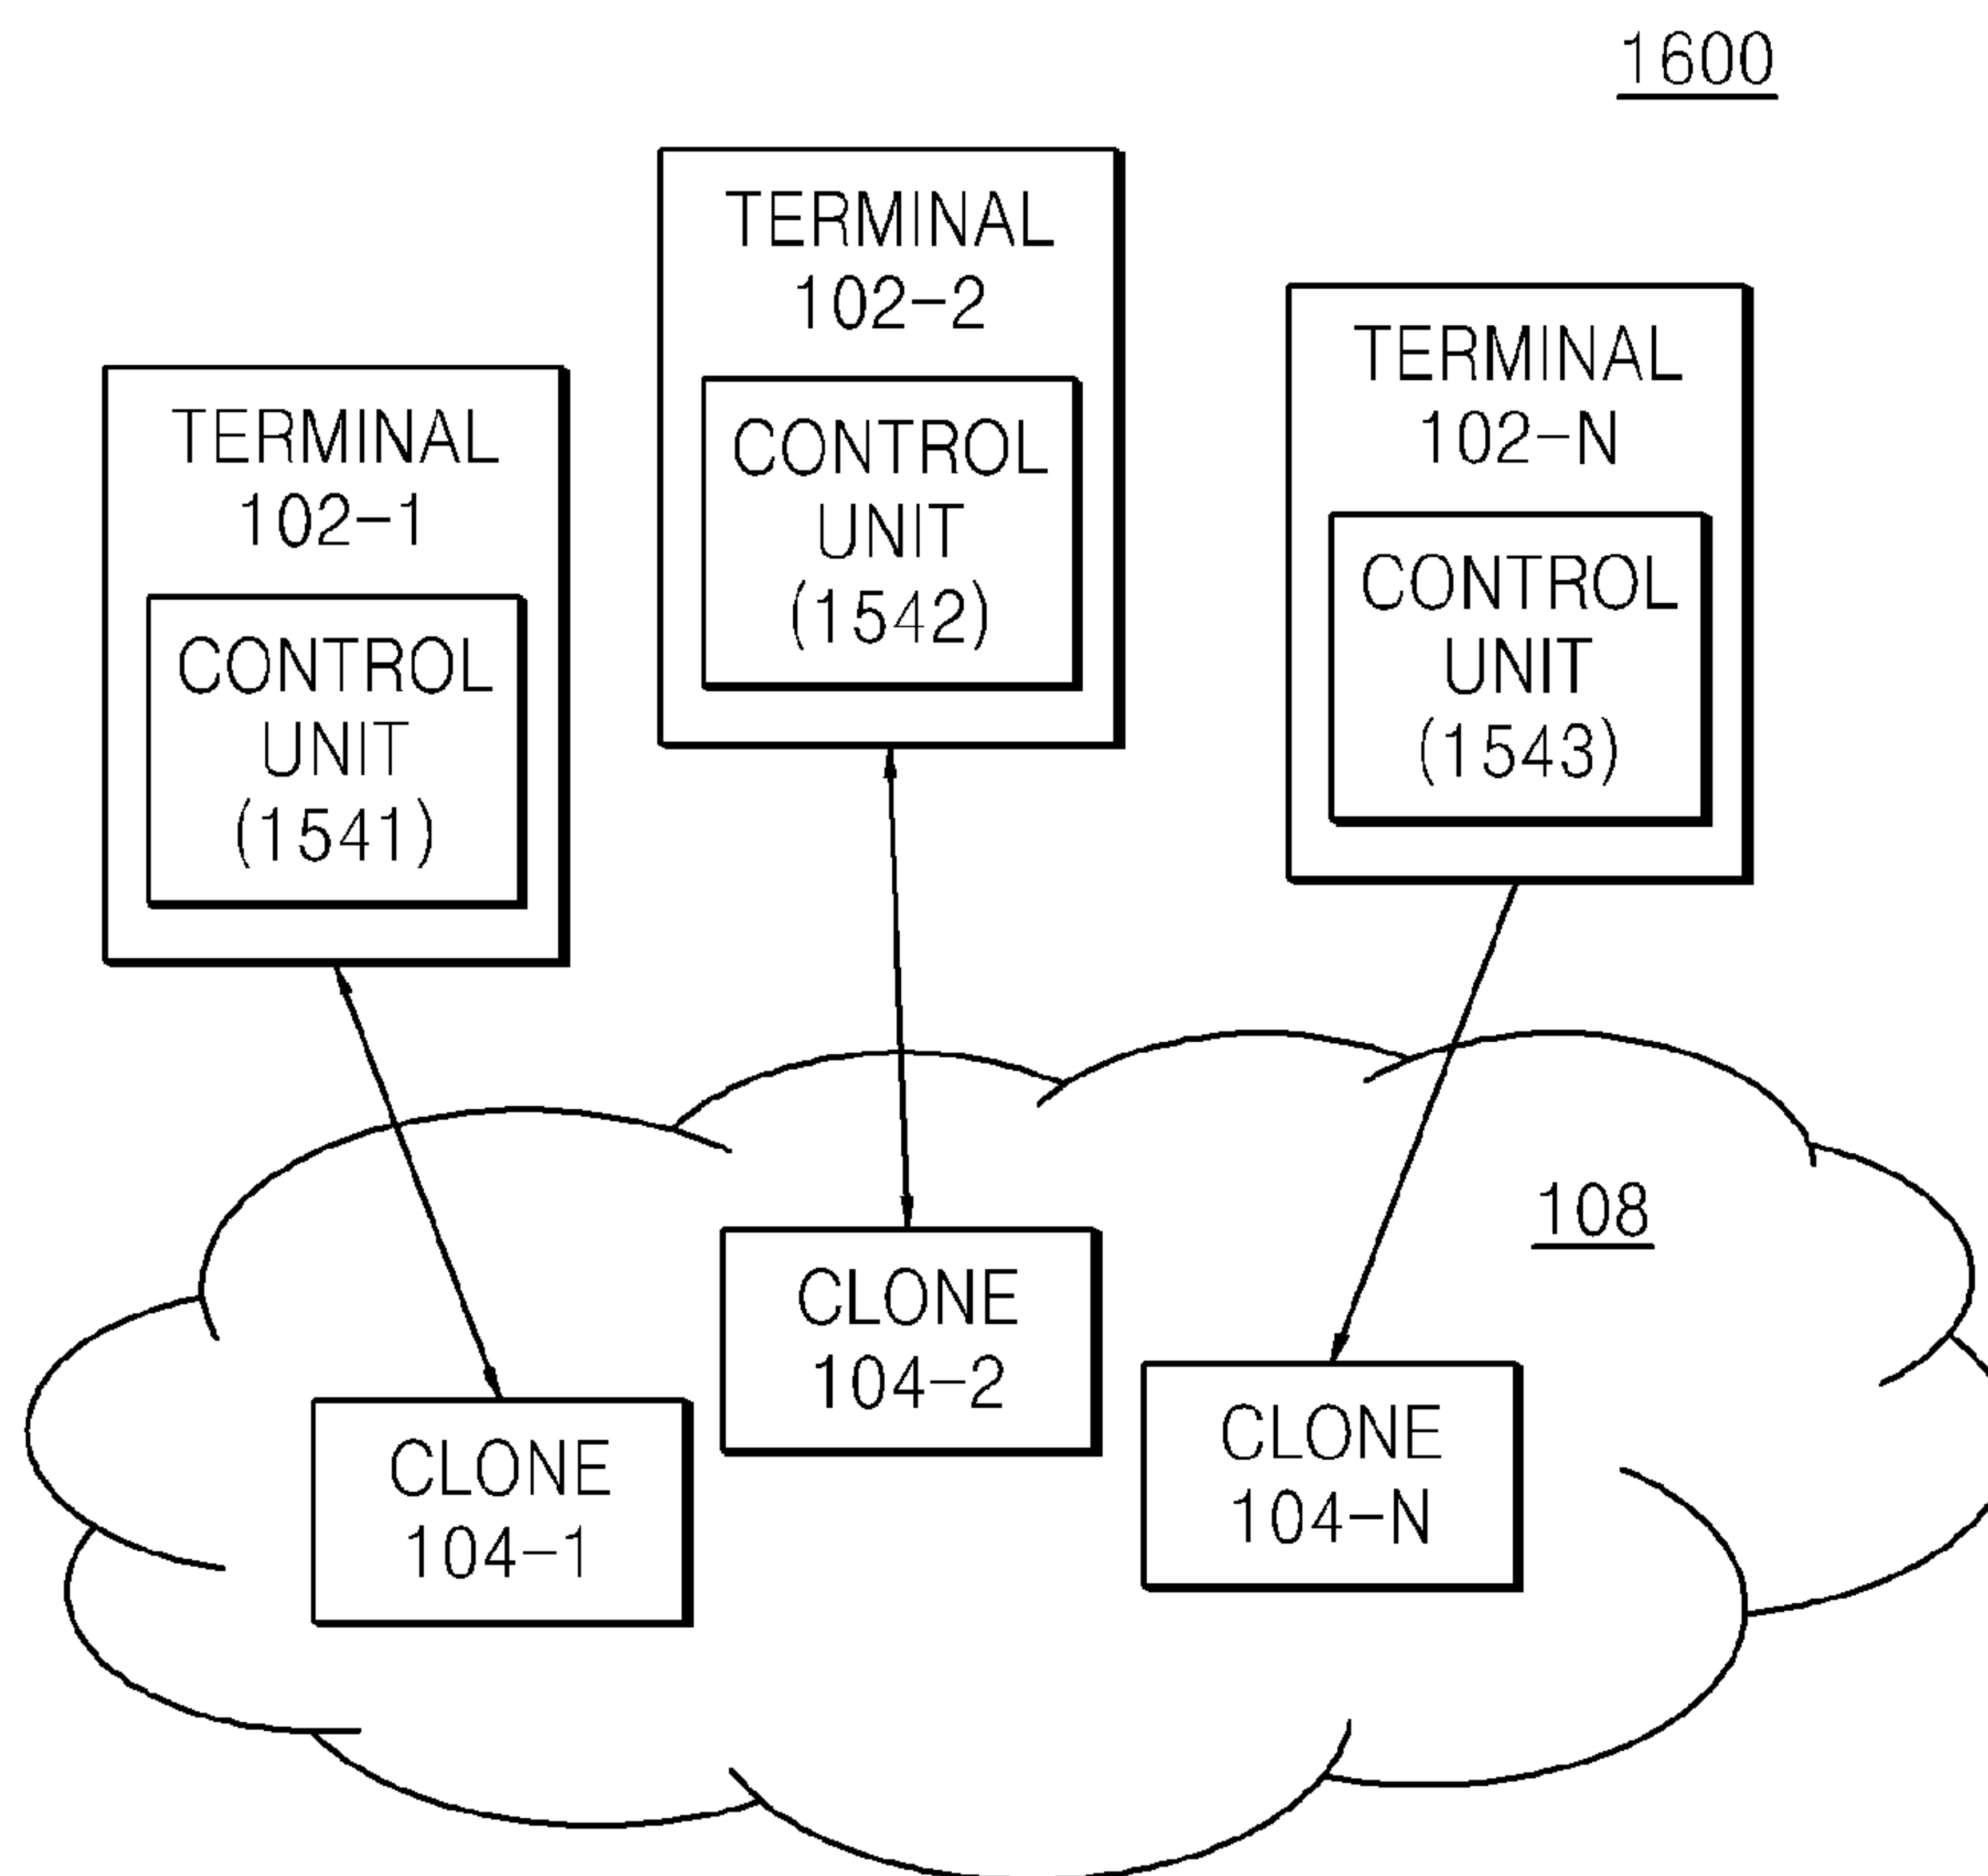 1600
TERMINAL
102-1
CONTROL
UNIT
(1541)
TERMINAL
102-2
CONTROL
UNIT
(1542)
TERMINAL
102-N
CONTROL
UNIT
(1543)
108
CLONE
104-1
CLONE
104-2
CLONE
104-N